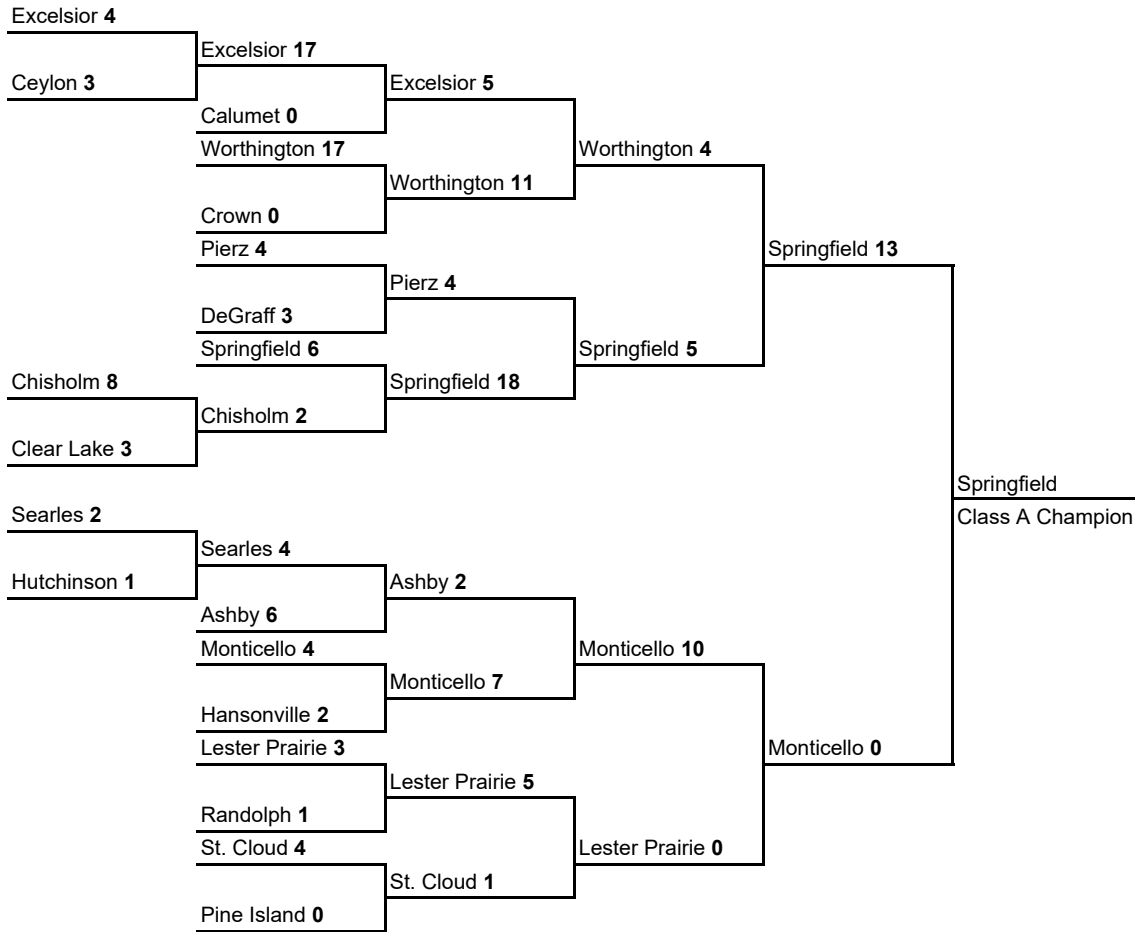 Excelsior 4
Excelsior 17
Ceylon 3
Excelsior 5
Calumet 0
Worthington 17
Worthington 4
Worthington 11
Crown 0
Pierz 4
Springfield 13
Pierz 4
DeGraff 3
Springfield 6
Springfield 5
Chisholm 8
Springfield 18
Chisholm 2
Clear Lake 3
Springfield
Class A Champion
Searles 2
Searles 4
Hutchinson 1
Ashby 2
Ashby 6
Monticello 4
Monticello 10
Monticello 7
Hansonville 2
Lester Prairie 3
Monticello 0
Lester Prairie 5
Randolph 1
St. Cloud 4
Lester Prairie 0
St. Cloud 1
Pine Island 0